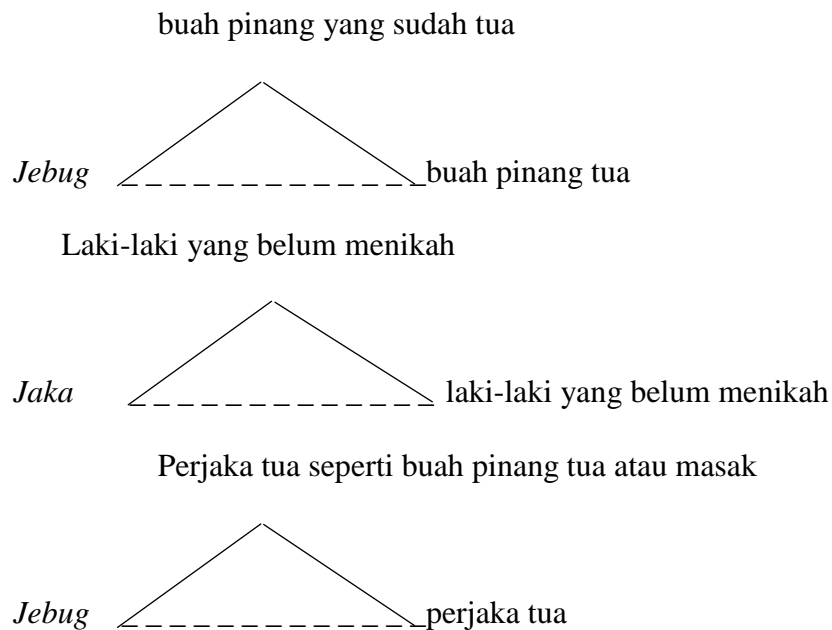 buah pinang yang sudah tua
Jebug buah pinang tua
Laki-laki yang belum menikah
Jaka laki-laki yang belum menikah
Perjaka tua seperti buah pinang tua atau masak
Jebug perjaka tua